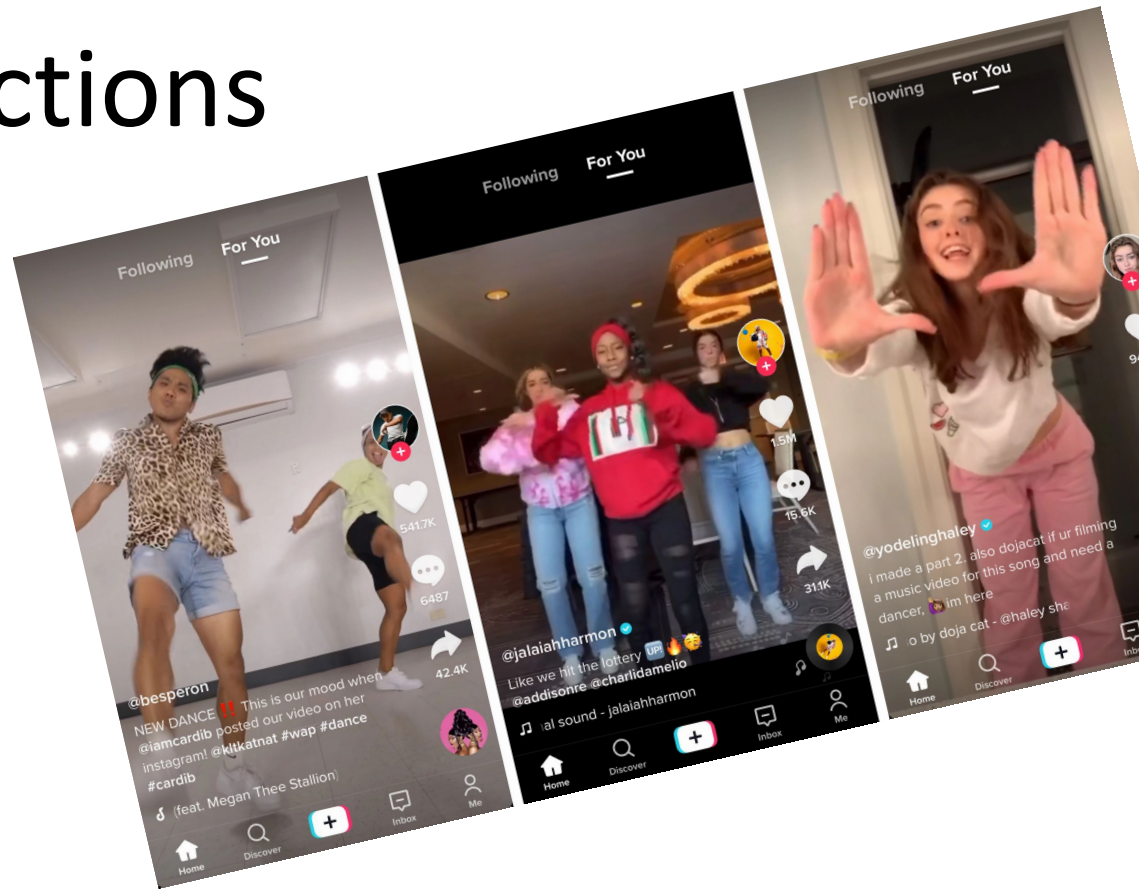 ctions
Following For You
541.7K
6487
42.4K
@besperon
NEW DANCE ‼️ This is our mood when
@iamcardib posted our video on her
instagram! @kltkatnat #wap #dance
#cardib
(feat. Megan Thee Stallion)
Home Discover Inbox Me
Following For You
1.5M
15.6K
31.1K
@jalaiahharmon
Like we hit the lottery 🆙🔥🥳
@addisonre @charlidamelio
al sound - jalaiahharmon
Home Discover Inbox Me
Following For You
94
@yodelinghaley
i made a part 2, also dojacat if ur filming
a music video for this song and need a
dancer, 🙋🏽‍♀️ im here
o by doja cat - @haley sha
Home Discover Inb